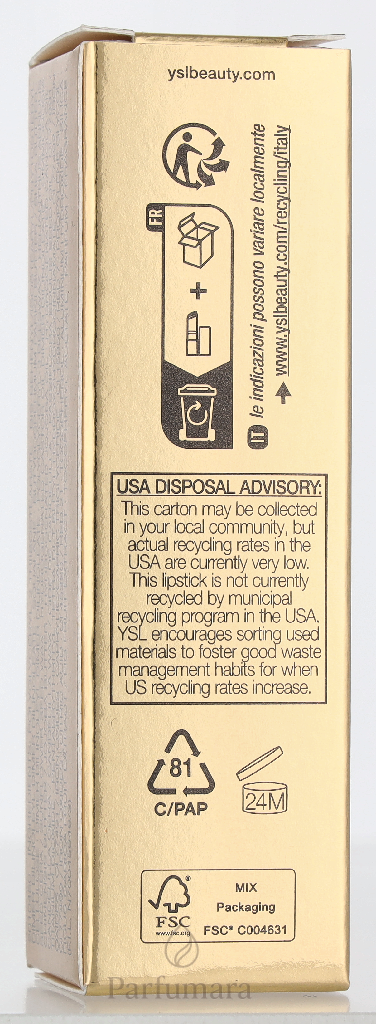 yslbeauty.com
FR
+
IT le indicazioni possono variare localmente
→ www.yslbeauty.com/recycling/italy
USA DISPOSAL ADVISORY:
This carton may be collected
in your local community, but
actual recycling rates in the
USA are currently very low.
This lipstick is not currently
recycled by municipal
recycling program in the USA.
YSL encourages sorting used
materials to foster good waste
management habits for when
US recycling rates increase.
81
C/PAP
24M
FSC®
www.fsc.org
MIX
Packaging
FSC® C004631
Parfumara